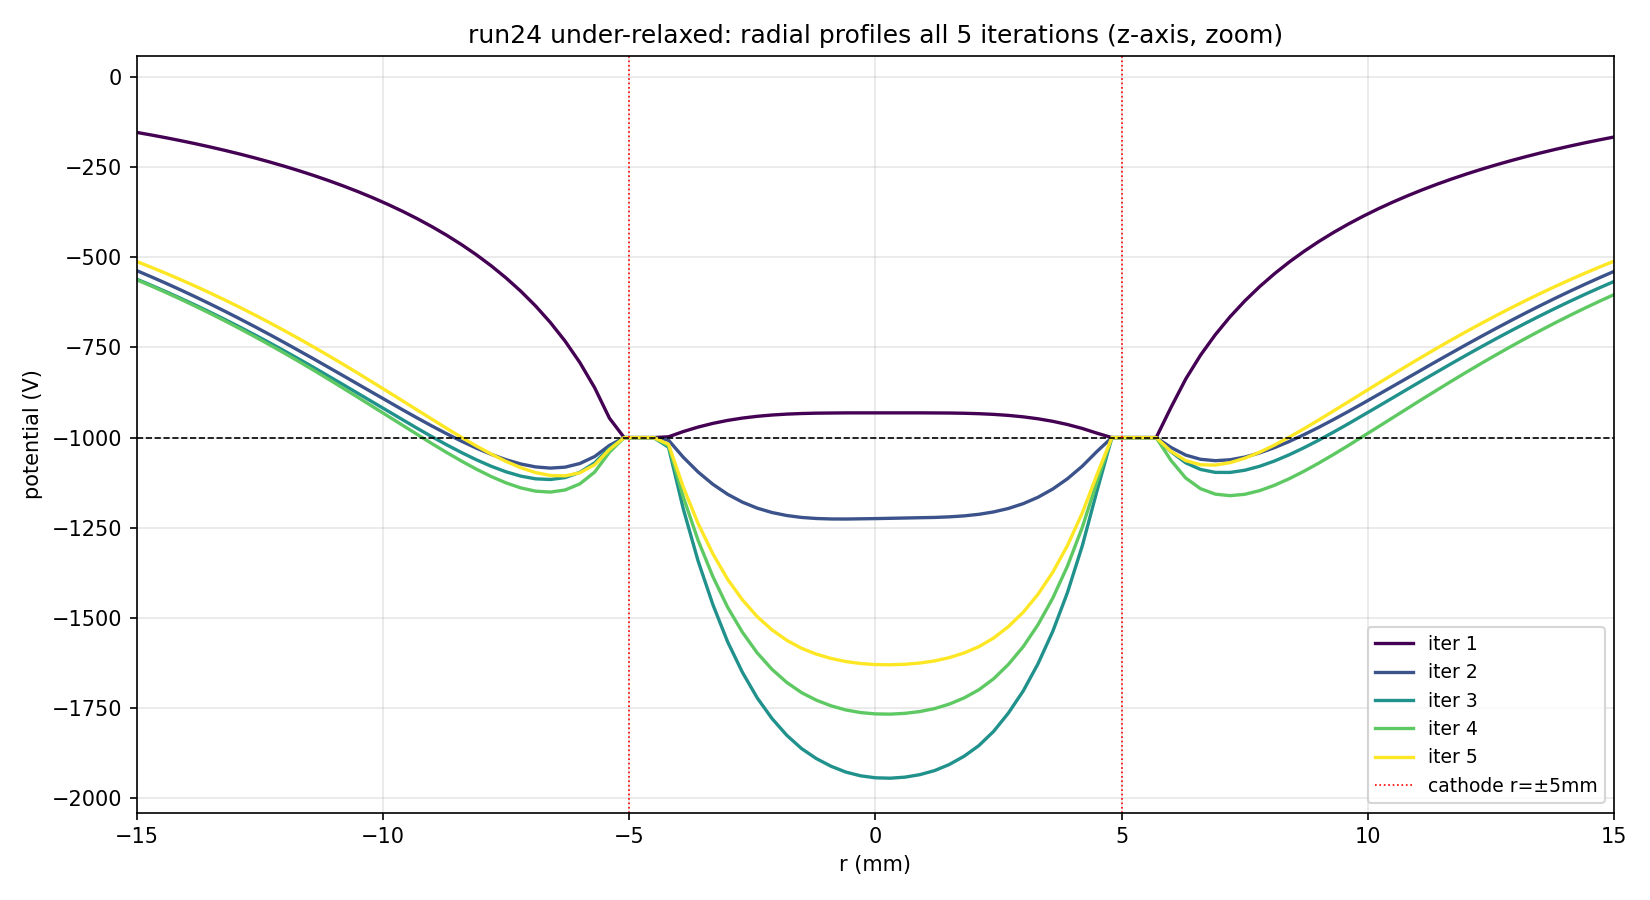 run24 under-relaxed: radial profiles all 5 iterations (z-axis, zoom)
potential (V)
0
−250
−500
−750
−1000
−1250
−1500
−1750
−2000
−15
−10
−5
0
5
10
15
r (mm)
iter 1
iter 2
iter 3
iter 4
iter 5
cathode r=±5mm